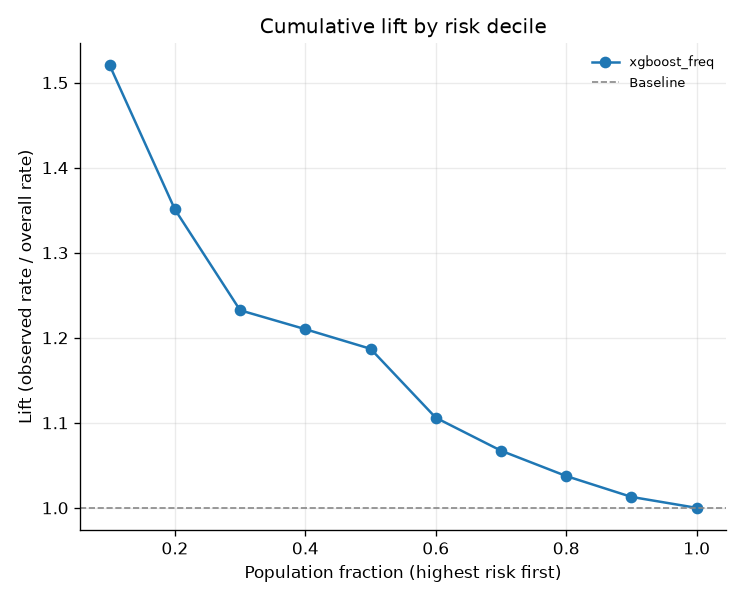 Cumulative lift by risk decile
xgboost_freq
Baseline
Lift (observed rate / overall rate)
1.5
1.4
1.3
1.2
1.1
1.0
0.2 0.4 0.6 0.8 1.0
Population fraction (highest risk first)